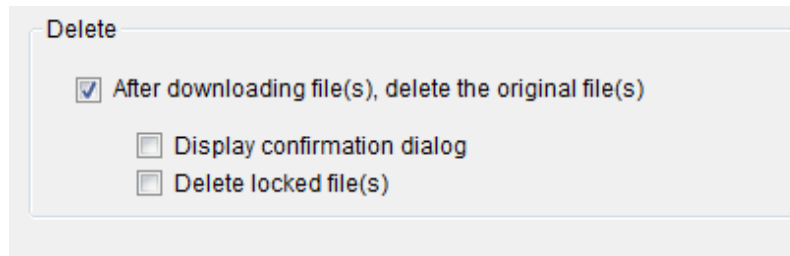 Delete
After downloading file(s), delete the original file(s)
Display confirmation dialog
Delete locked file(s)